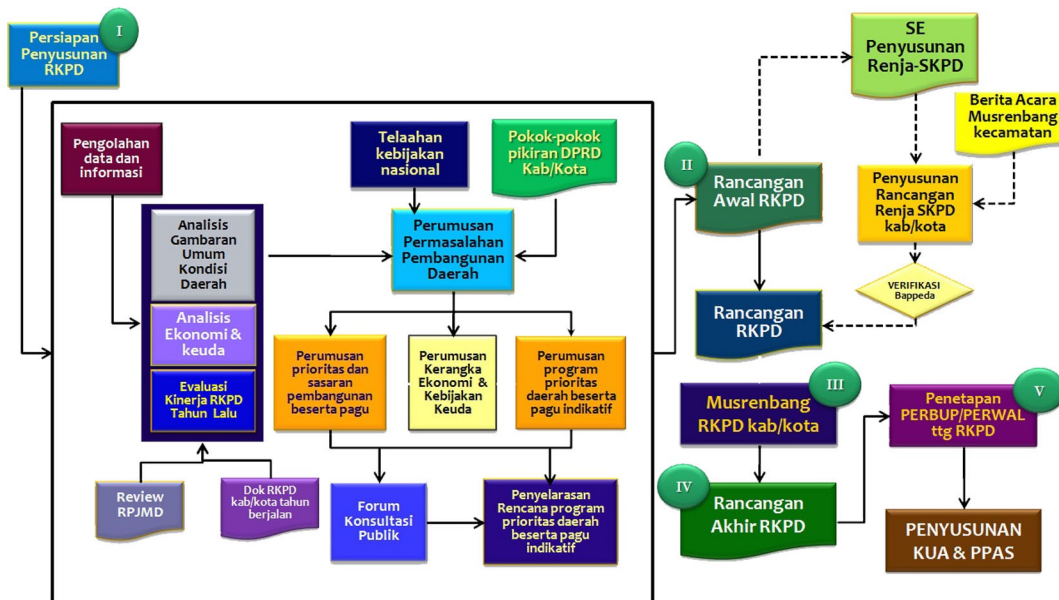 I
Persiapan
Penyusunan
RKPD
SE
Penyusunan
Renja-SKPD
Berita Acara
Musrenbang
kecamatan
Pengolahan
data dan
informasi
Telaahan
kebijakan
nasional
Pokok-pokok
pikiran DPRD
Kab/Kota
II
Rancangan
Awal RKPD
Penyusunan
Rancangan
Renja SKPD
kab/kota
Analisis
Gambaran
Umum
Kondisi
Daerah
Perumusan
Permasalahan
Pembangunan
Daerah
VERIFIKASI
Bappeda
Analisis
Ekonomi &
keuda
Rancangan
RKPD
Evaluasi
Kinerja RKPD
Tahun Lalu
Perumusan
prioritas dan
sasaran
pembangunan
beserta pagu
Perumusan
Kerangka
Ekonomi &
Kebijakan
Keuda
Perumusan
program
prioritas
daerah beserta
pagu indikatif
III
Musrenbang
RKPD kab/kota
V
Penetapan
PERBUP/PERWAL
ttg RKPD
Review
RPJMD
Dok RKPD
kab/kota tahun
berjalan
Forum
Konsultasi
Publik
Penyelarasan
Rencana program
prioritas daerah
beserta pagu
indikatif
IV
Rancangan
Akhir RKPD
PENYUSUNAN
KUA & PPAS